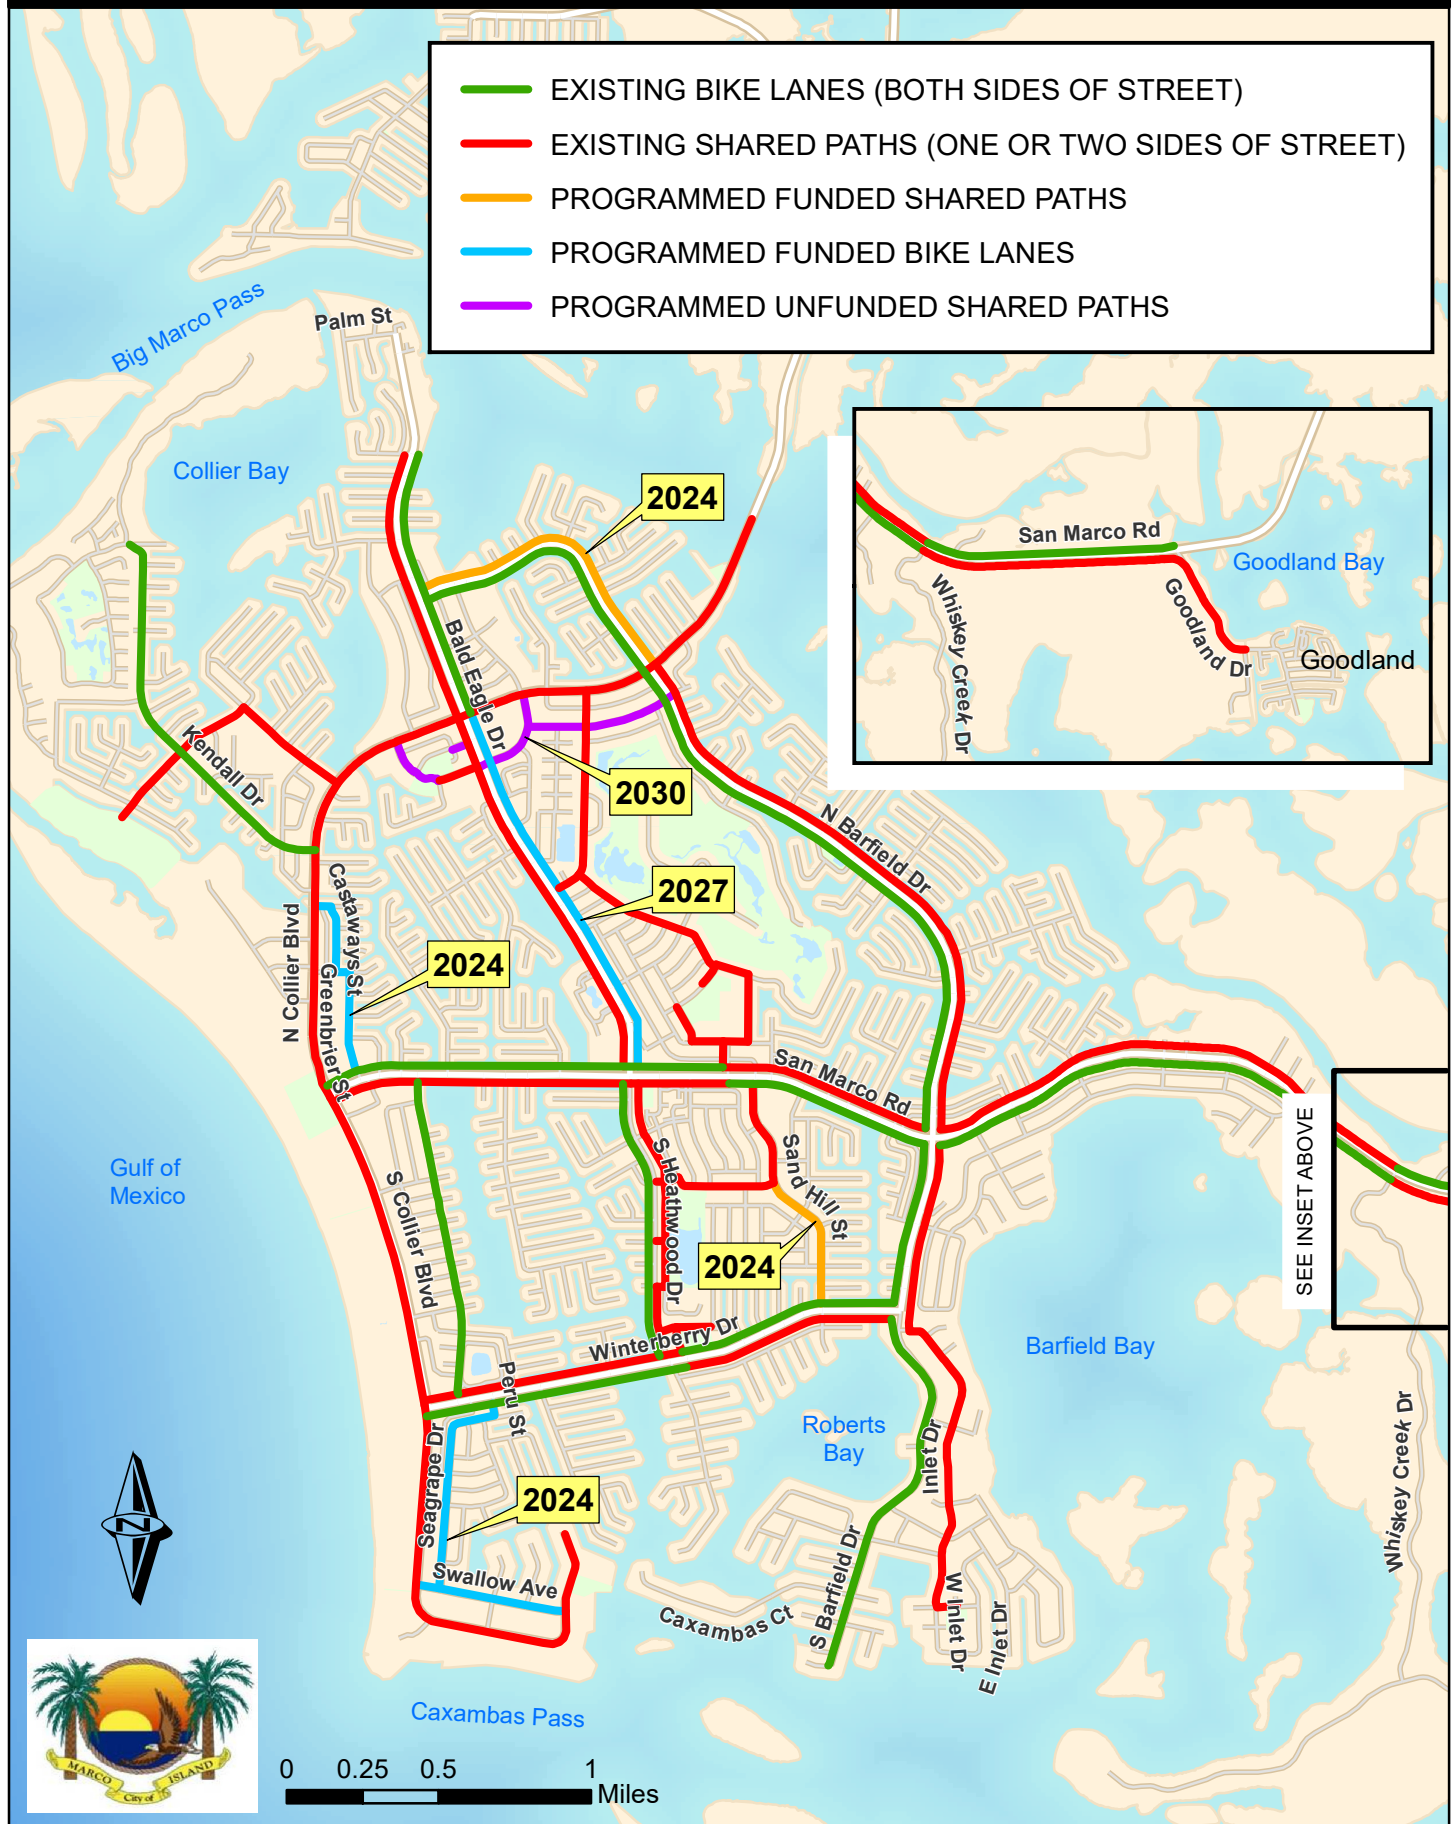 EXISTING BIKE LANES (BOTH SIDES OF STREET)
EXISTING SHARED PATHS (ONE OR TWO SIDES OF STREET)
PROGRAMMED FUNDED SHARED PATHS
PROGRAMMED FUNDED BIKE LANES
PROGRAMMED UNFUNDED SHARED PATHS
Big Marco Pass
Palm St
Collier Bay
2024
San Marco Rd
Goodland Bay
Whiskey Creek Dr
Goodland Dr
Goodland
Bald Eagle Dr
Kendall Dr
2030
N Barfield Dr
2027
Castaways St
N Collier Blvd
Greenbrier St
2024
San Marco Rd
Gulf of
Mexico
S Collier Blvd
S Heathwood Dr
Sand Hill St
2024
SEE INSET ABOVE
Winterberry Dr
Barfield Bay
Peru St
Roberts
Bay
Seagrape Dr
Inlet Dr
Whiskey Creek Dr
2024
N
Swallow Ave
Caxambas Ct
S Barfield Dr
W Inlet Dr
E Inlet Dr
Caxambas Pass
MARCO ISLAND
City of
0 0.25 0.5 1
Miles